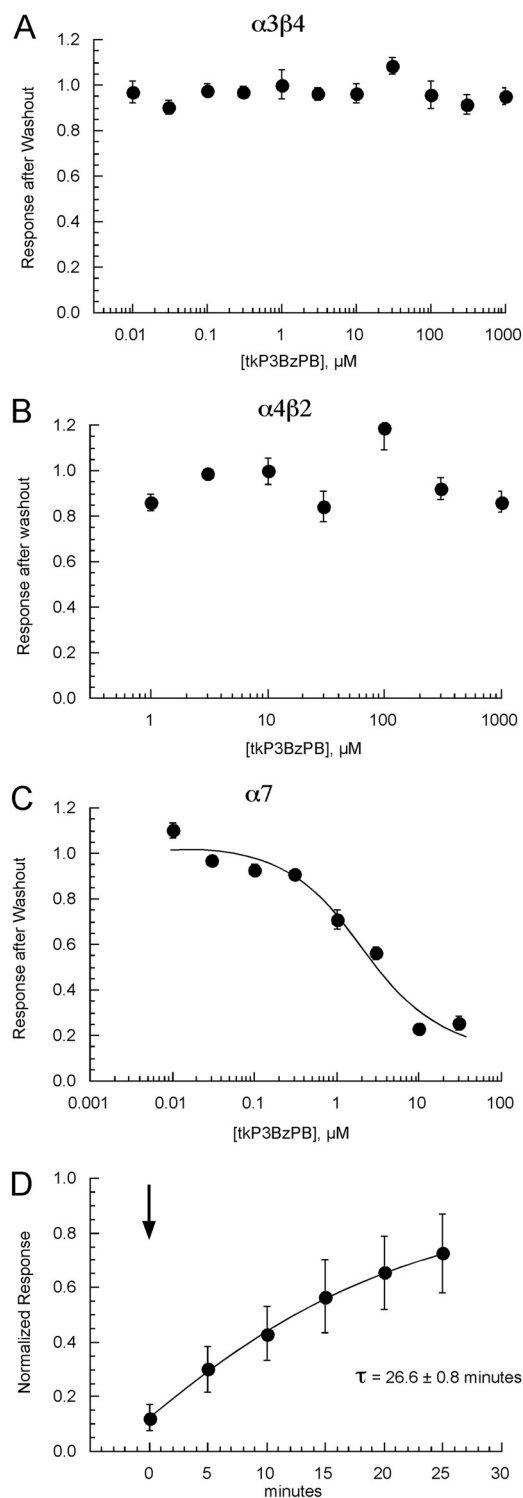 A
α3β4
1.2
1.0
0.8
0.6
0.4
0.2
0.0
Response after Washout
0.01 0.1 1 10 100 1000
[tkP3BzPB], µM
B
α4β2
1.2
1.0
0.8
0.6
0.4
0.2
0.0
Response after washout
1 10 100 1000
[tkP3BzPB], µM
C
α7
1.2
1.0
0.8
0.6
0.4
0.2
0.0
Response after Washout
0.001 0.01 0.1 1 10 100
[tkP3BzPB], µM
D
1.0
0.8
0.6
0.4
0.2
0.0
Normalized Response
τ = 26.6 ± 0.8 minutes
0 5 10 15 20 25 30
minutes